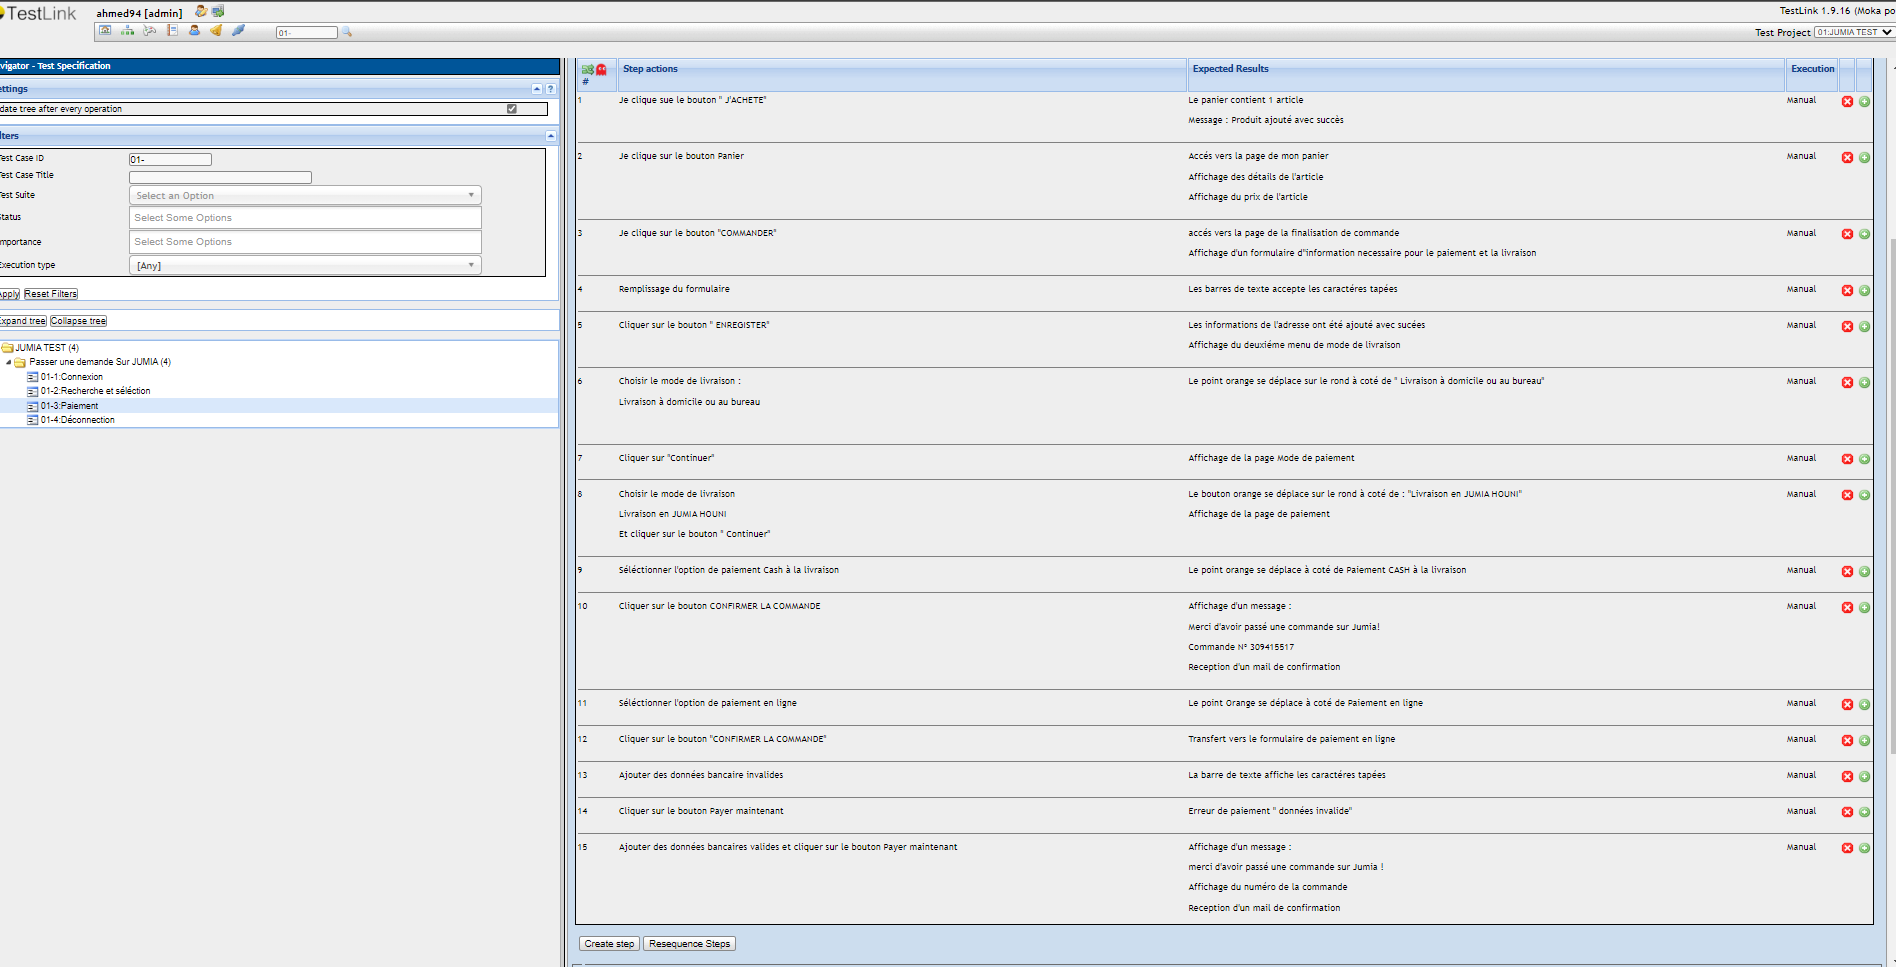 TestLink
ahmed94 [admin]
TestLink 1.9.16 (Moka po
01-
Test Project 01:JUMIA TEST
vigator - Test Specification
ettings
date tree after every operation
lters
Test Case ID 01-
Test Case Title
Test Suite Select an Option
Status Select Some Options
Importance Select Some Options
Execution type [Any]
Apply Reset Filters
Expand tree Collapse tree
JUMIA TEST (4)
Passer une demande Sur JUMIA (4)
01-1:Connexion
01-2:Recherche et séléction
01-3:Paiement
01-4:Déconnection
# Step actions Expected Results Execution
1 Je clique sue le bouton " J'ACHETE" Le panier contient 1 article Manual
Message : Produit ajouté avec succès
2 Je clique sur le bouton Panier Accés vers la page de mon panier Manual
Affichage des détails de l'article
Affichage du prix de l'article
3 Je clique sur le bouton "COMMANDER" accés vers la page de la finalisation de commande Manual
Affichage d'un formulaire d"information necessaire pour le paiement et la livraison
4 Remplissage du formulaire Les barres de texte accepte les caractéres tapées Manual
5 Cliquer sur le bouton " ENREGISTER" Les informations de l'adresse ont été ajouté avec sucées Manual
Affichage du deuxiéme menu de mode de livraison
6 Choisir le mode de livraison : Le point orange se déplace sur le rond à coté de " Livraison à domicile ou au bureau" Manual
Livraison à domicile ou au bureau
7 Cliquer sur "Continuer" Affichage de la page Mode de paiement Manual
8 Choisir le mode de livraison Le bouton orange se déplace sur le rond à coté de : "Livraison en JUMIA HOUNI" Manual
Livraison en JUMIA HOUNI Affichage de la page de paiement
Et cliquer sur le bouton " Continuer"
9 Séléctionner l'option de paiement Cash à la livraison Le point orange se déplace à coté de Paiement CASH à la livraison Manual
10 Cliquer sur le bouton CONFIRMER LA COMMANDE Affichage d'un message : Manual
Merci d'avoir passé une commande sur Jumia!
Commande N° 309415517
Reception d'un mail de confirmation
11 Séléctionner l'option de paiement en ligne Le point Orange se déplace à coté de Paiement en ligne Manual
12 Cliquer sur le bouton "CONFIRMER LA COMMANDE" Transfert vers le formulaire de paiement en ligne Manual
13 Ajouter des données bancaire invalides La barre de texte affiche les caractéres tapées Manual
14 Cliquer sur le bouton Payer maintenant Erreur de paiement " données invalide" Manual
15 Ajouter des données bancaires valides et cliquer sur le bouton Payer maintenant Affichage d'un message : Manual
merci d'avoir passé une commande sur Jumia !
Affichage du numéro de la commande
Reception d'un mail de confirmation
Create step Resequence Steps